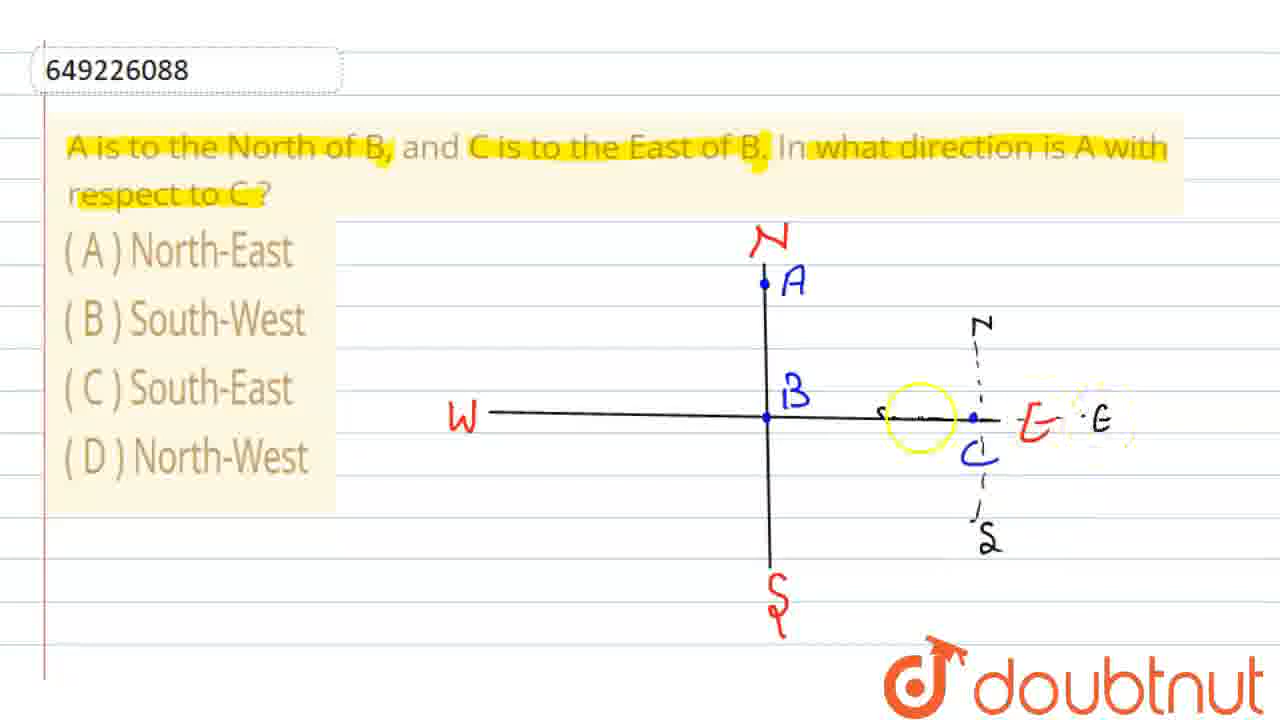 649226088
A is to the North of B, and C is to the East of B. In what direction is A with
respect to C ?
( A ) North-East
( B ) South-West
( C ) South-East
( D ) North-West
N
A
N
B
W
E
E
C
S
S
doubtnut